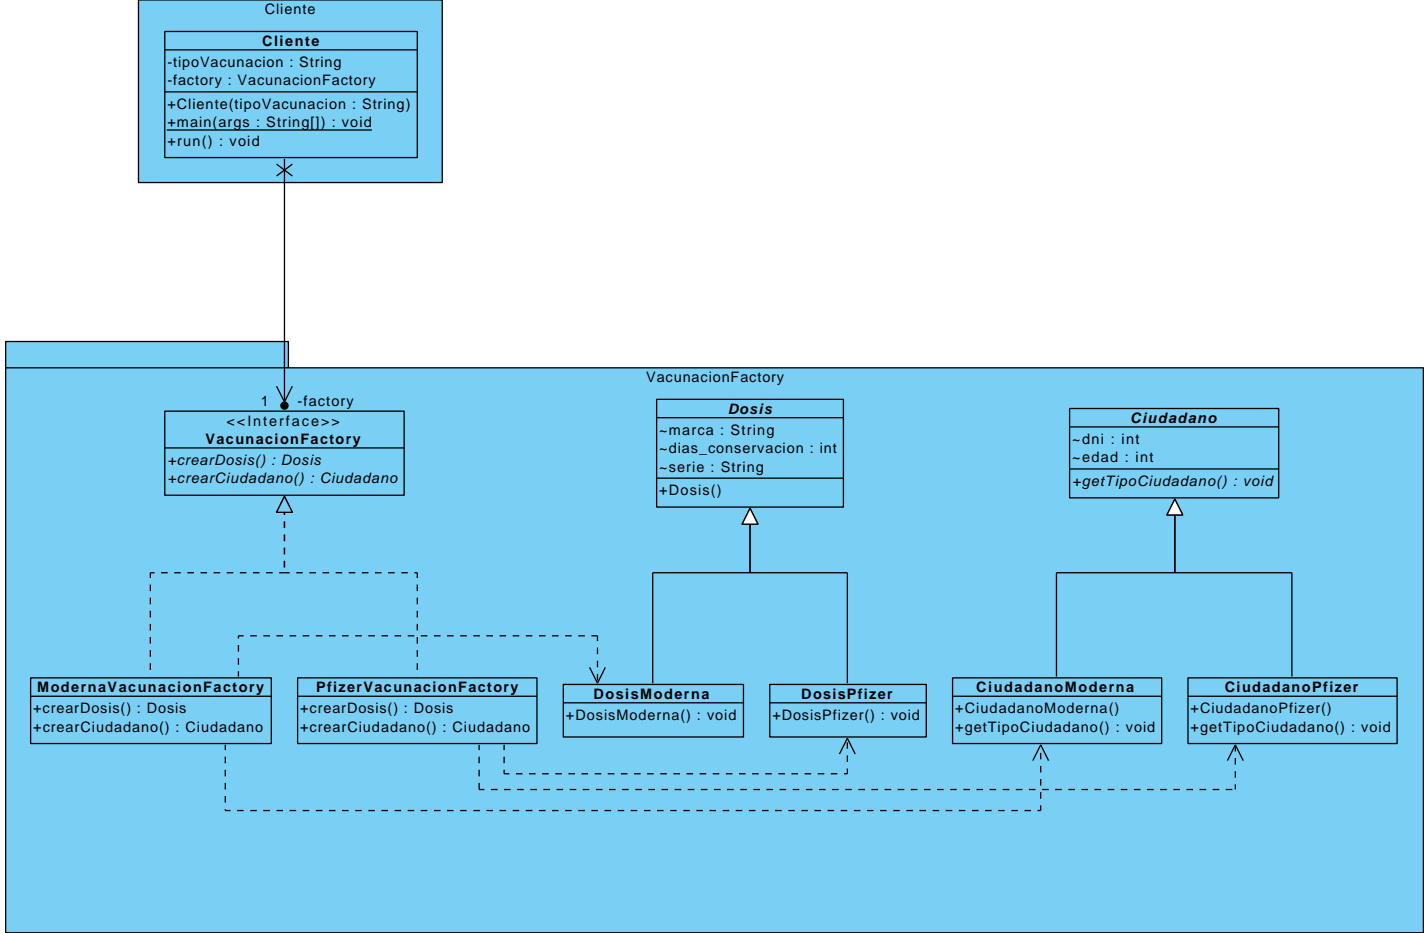 Cliente
Cliente
-tipoVacunacion : String
-factory : VacunacionFactory
+Cliente(tipoVacunacion : String)
+main(args : String[]) : void
+run() : void
VacunacionFactory
1 -factory
<<Interface>>
VacunacionFactory
+crearDosis() : Dosis
+crearCiudadano() : Ciudadano
Dosis
~marca : String
~dias_conservacion : int
~serie : String
+Dosis()
Ciudadano
~dni : int
~edad : int
+getTipoCiudadano() : void
ModernaVacunacionFactory
+crearDosis() : Dosis
+crearCiudadano() : Ciudadano
PfizerVacunacionFactory
+crearDosis() : Dosis
+crearCiudadano() : Ciudadano
DosisModerna
+DosisModerna() : void
DosisPfizer
+DosisPfizer() : void
CiudadanoModerna
+CiudadanoModerna()
+getTipoCiudadano() : void
CiudadanoPfizer
+CiudadanoPfizer()
+getTipoCiudadano() : void